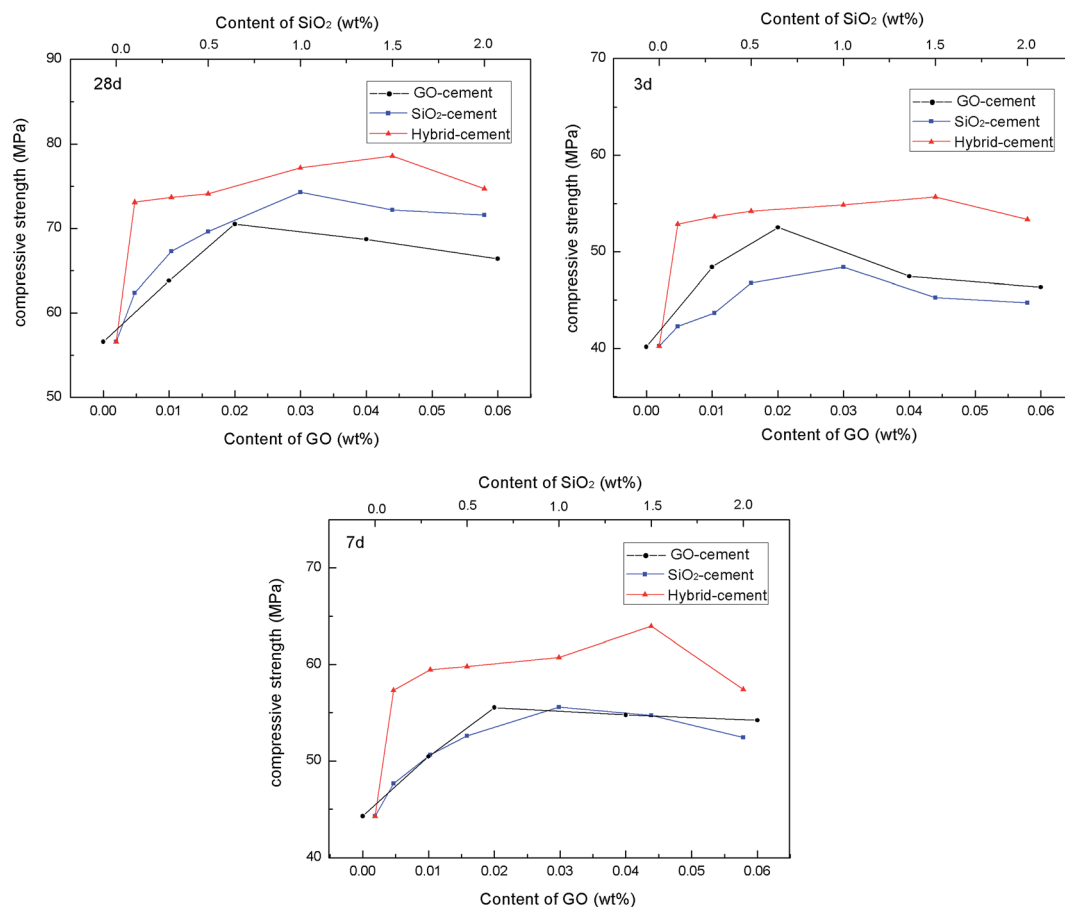 Content of SiO₂ (wt%)
0.0 0.5 1.0 1.5 2.0
90
80
70
60
50
28d
GO-cement
SiO₂-cement
Hybrid-cement
compressive strength (MPa)
0.00 0.01 0.02 0.03 0.04 0.05 0.06
Content of GO (wt%)
Content of SiO₂ (wt%)
0.0 0.5 1.0 1.5 2.0
70
60
50
40
3d
GO-cement
SiO₂-cement
Hybrid-cement
compressive strength (MPa)
0.00 0.01 0.02 0.03 0.04 0.05 0.06
Content of GO (wt%)
Content of SiO₂ (wt%)
0.0 0.5 1.0 1.5 2.0
70
60
50
40
7d
GO-cement
SiO₂-cement
Hybrid-cement
compressive strength (MPa)
0.00 0.01 0.02 0.03 0.04 0.05 0.06
Content of GO (wt%)